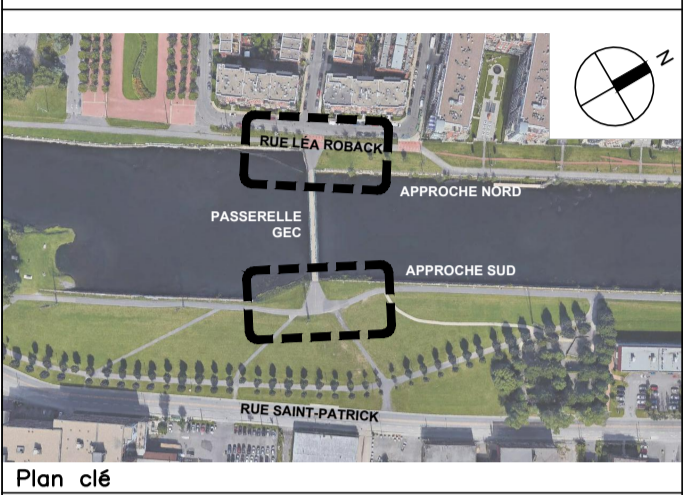 N
RUE LÉA ROBACK
APPROCHE NORD
PASSERELLE
GEC
APPROCHE SUD
RUE SAINT-PATRICK
Plan clé